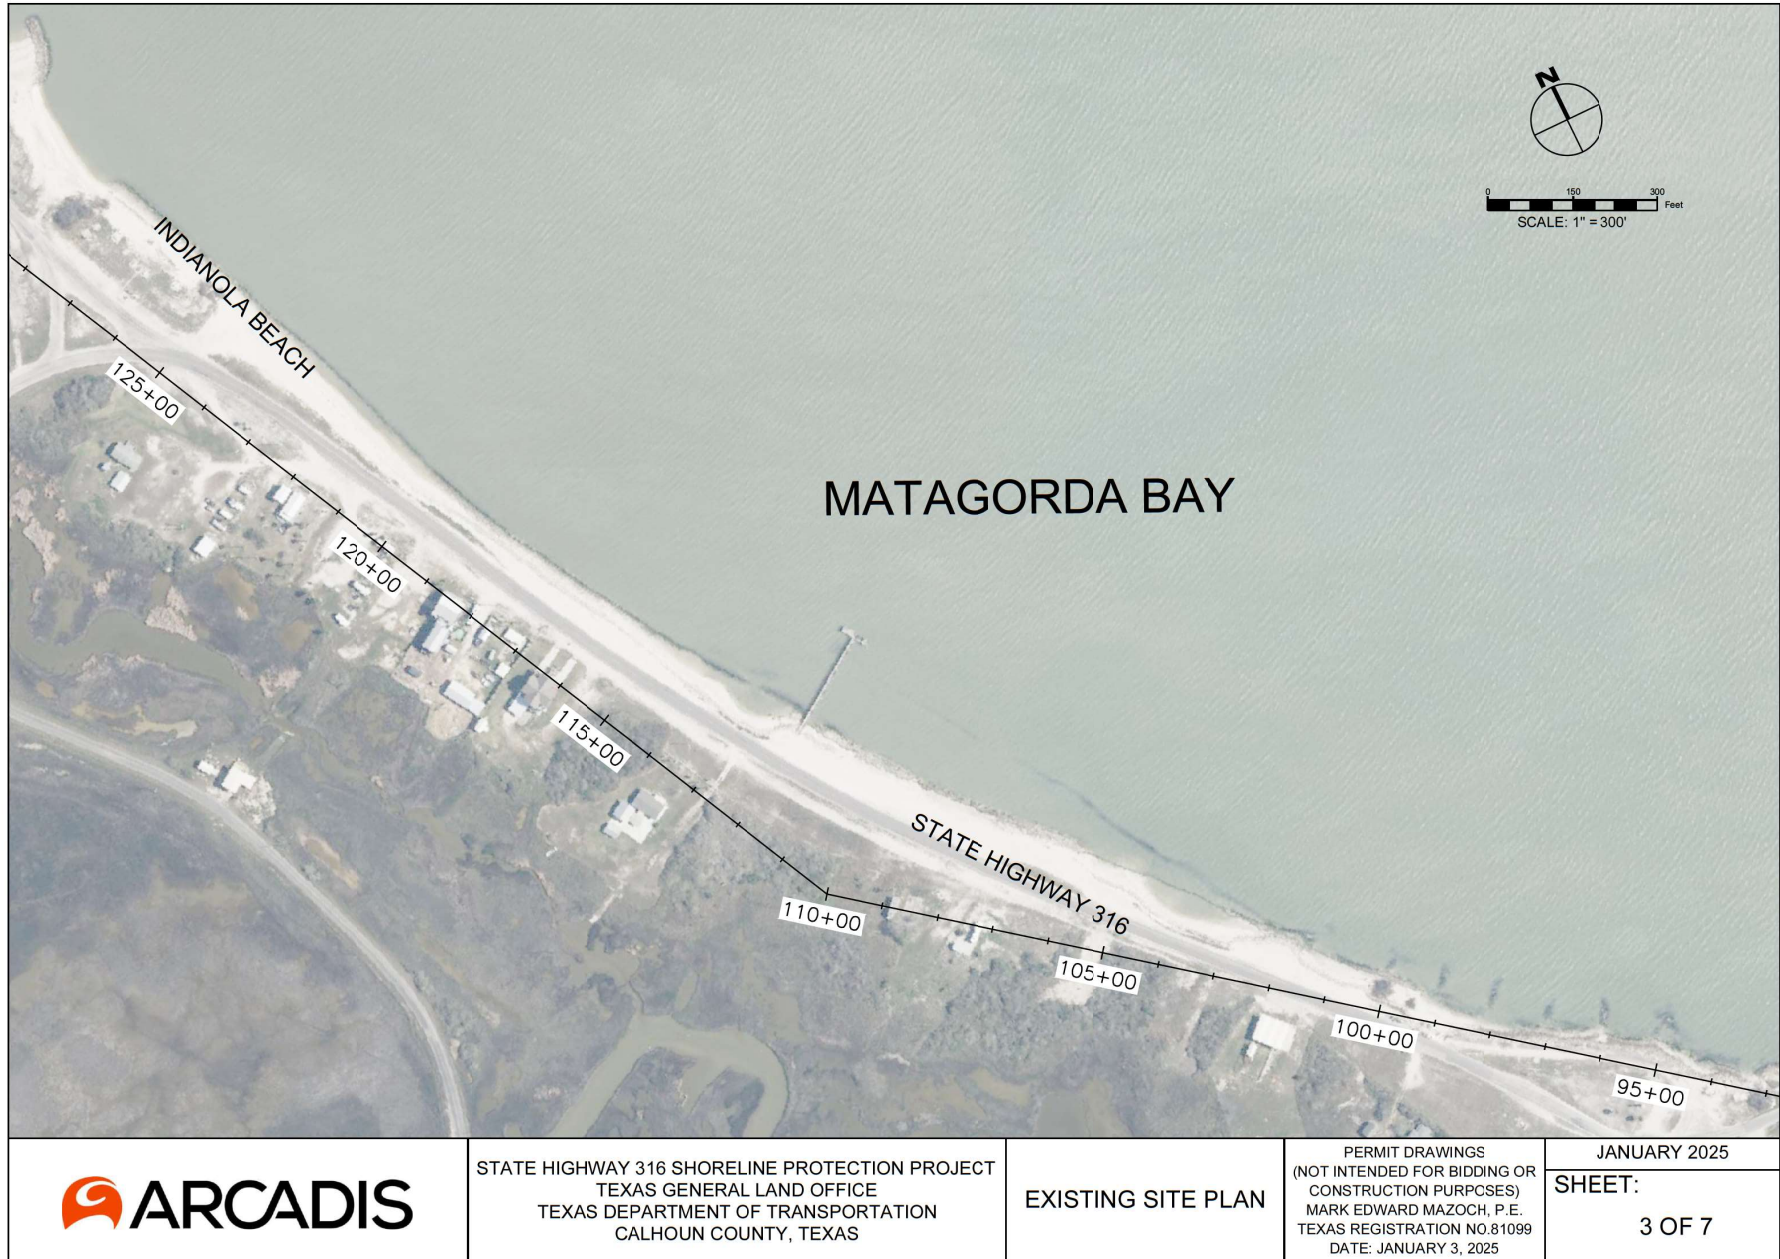 N
0 150 300
Feet
SCALE: 1" = 300'
INDIANOLA BEACH
125+00
MATAGORDA BAY
120+00
115+00
STATE HIGHWAY 316
110+00
105+00
100+00
95+00
ARCADIS
STATE HIGHWAY 316 SHORELINE PROTECTION PROJECT
TEXAS GENERAL LAND OFFICE
TEXAS DEPARTMENT OF TRANSPORTATION
CALHOUN COUNTY, TEXAS
EXISTING SITE PLAN
PERMIT DRAWINGS
(NOT INTENDED FOR BIDDING OR
CONSTRUCTION PURPOSES)
MARK EDWARD MAZOCH, P.E.
TEXAS REGISTRATION NO.81099
DATE: JANUARY 3, 2025
JANUARY 2025
SHEET:
3 OF 7